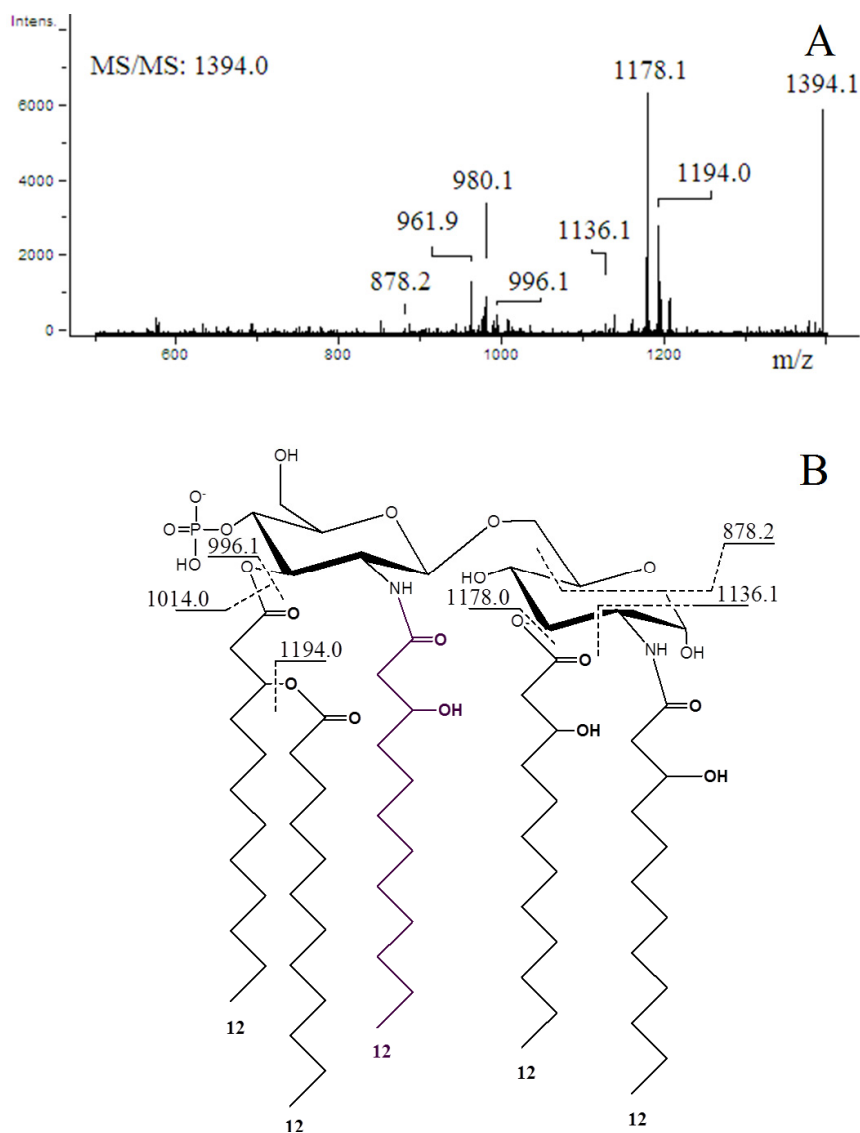 Intens.
A
MS/MS: 1394.0
1178.1
1394.1
6000
1194.0
4000
980.1
961.9
1136.1
2000
878.2
996.1
0
600
800
1000
1200
m/z
B
OH
O-
O
O
O=P-O
HO
996.1
O
878.2
HO
O
NH
1014.0
O
1178.0
1136.1
O
O
NH
OH
1194.0
O
O
O
OH
O
OH
OH
12
12
12
12
12